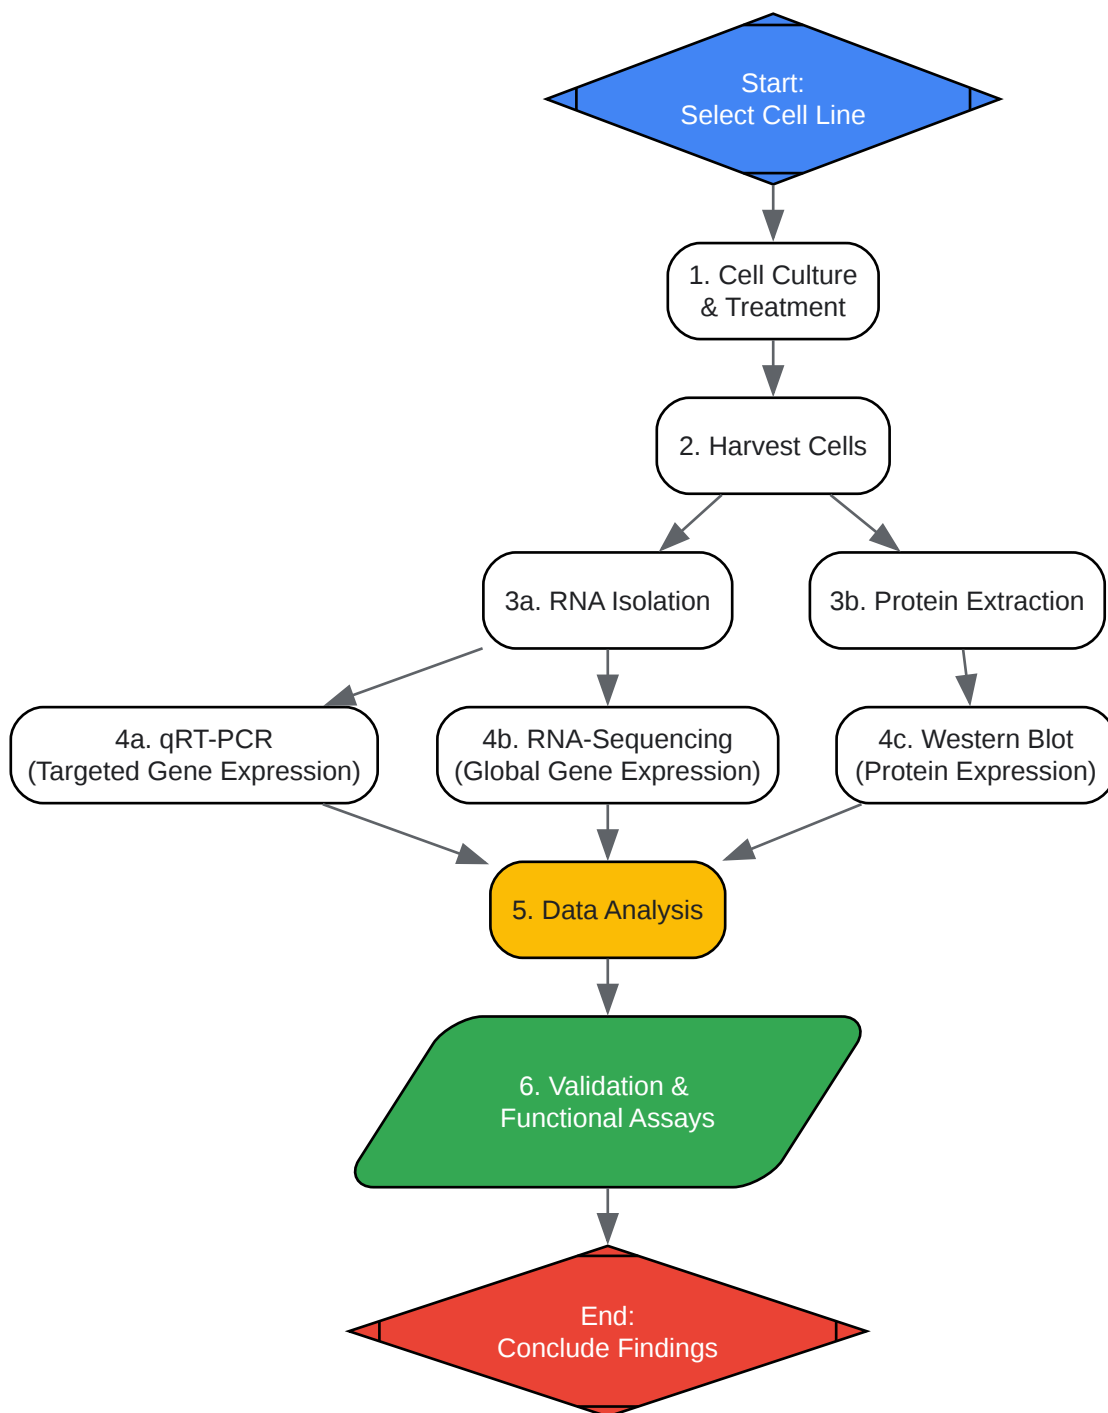 Start:
Select Cell Line
1. Cell Culture
& Treatment
2. Harvest Cells
3a. RNA Isolation
3b. Protein Extraction
4a. qRT-PCR
(Targeted Gene Expression)
4b. RNA-Sequencing
(Global Gene Expression)
4c. Western Blot
(Protein Expression)
5. Data Analysis
6. Validation &
Functional Assays
End:
Conclude Findings